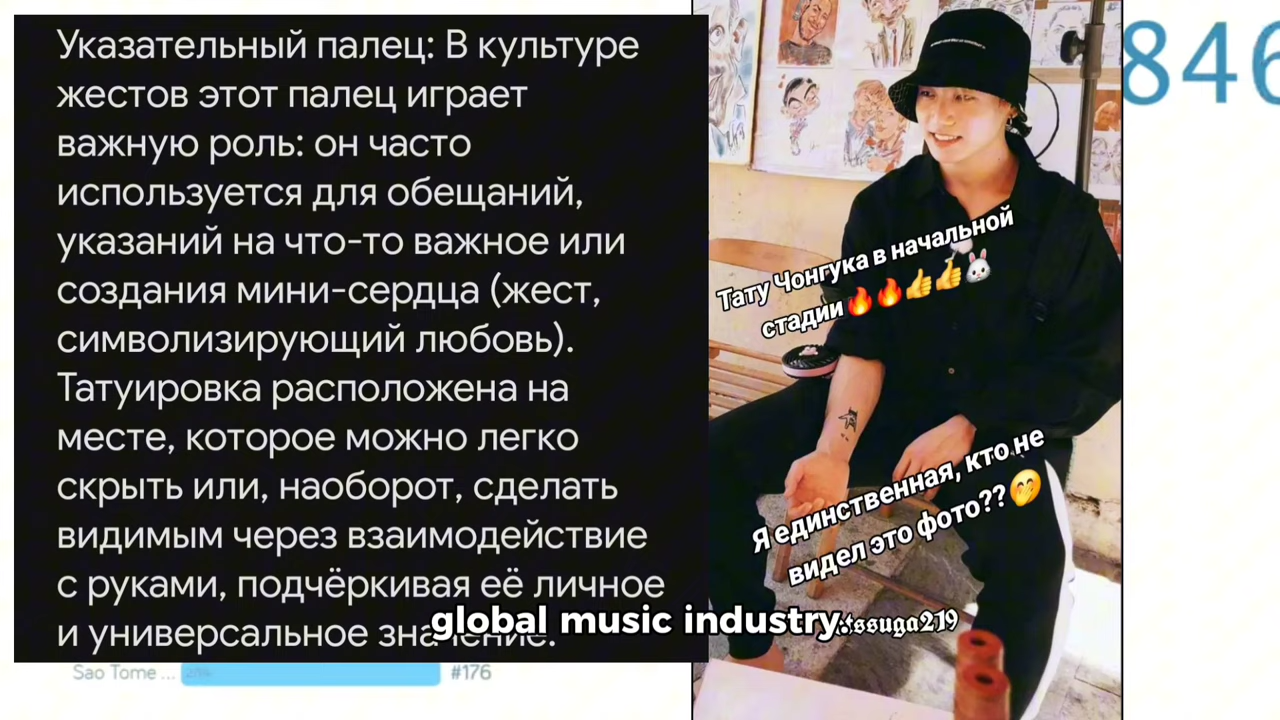 Указательный палец: В культуре
жестов этот палец играет
важную роль: он часто
используется для обещаний,
указаний на что-то важное или
создания мини-сердца (жест,
символизирующий любовь).
Татуировка расположена на
месте, которое можно легко
скрыть или, наоборот, сделать
видимым через взаимодействие
с руками, подчёркивая её личное
и универсальное значение.
846
Тату Чонгука в начальной
стадии🔥🔥👍👍🐰
Я единственная, кто не
видел это фото??🤭
global music industry.
Sao Tome ... #176